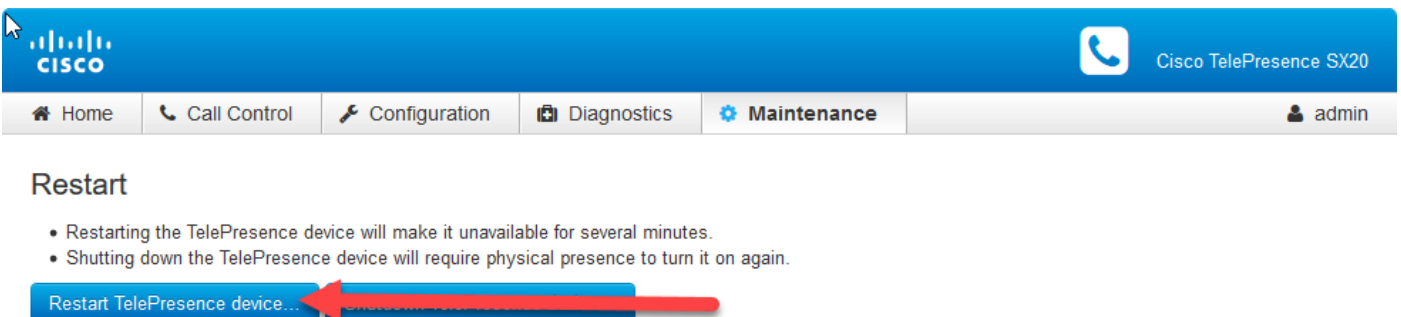 CISCO
Cisco TelePresence SX20
Home
Call Control
Configuration
Diagnostics
Maintenance
admin
Restart
• Restarting the TelePresence device will make it unavailable for several minutes.
• Shutting down the TelePresence device will require physical presence to turn it on again.
Restart TelePresence device...